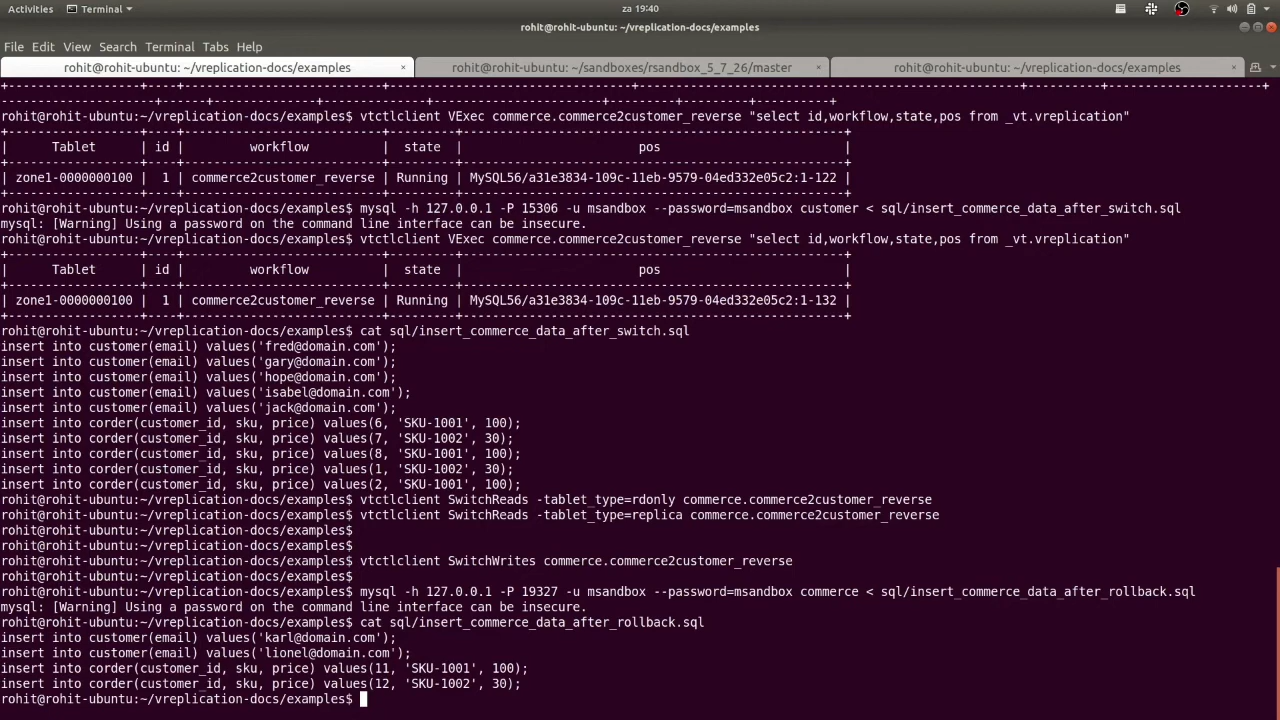 Activities Terminal za 19:40
rohit@rohit-ubuntu: ~/vreplication-docs/examples
File Edit View Search Terminal Tabs Help
rohit@rohit-ubuntu: ~/vreplication-docs/examples × rohit@rohit-ubuntu: ~/sandboxes/rsandbox_5_7_26/master × rohit@rohit-ubuntu: ~/vreplication-docs/examples ×
rohit@rohit-ubuntu:~/vreplication-docs/examples$ vtctlclient VExec commerce.commerce2customer_reverse "select id,workflow,state,pos from _vt.vreplication"
| Tablet | id | workflow | state | pos |
| zone1-0000000100 | 1 | commerce2customer_reverse | Running | MySQL56/a31e3834-109c-11eb-9579-04ed332e05c2:1-122 |
rohit@rohit-ubuntu:~/vreplication-docs/examples$ mysql -h 127.0.0.1 -P 15306 -u msandbox --password=msandbox customer < sql/insert_commerce_data_after_switch.sql
mysql: [Warning] Using a password on the command line interface can be insecure.
rohit@rohit-ubuntu:~/vreplication-docs/examples$ vtctlclient VExec commerce.commerce2customer_reverse "select id,workflow,state,pos from _vt.vreplication"
| Tablet | id | workflow | state | pos |
| zone1-0000000100 | 1 | commerce2customer_reverse | Running | MySQL56/a31e3834-109c-11eb-9579-04ed332e05c2:1-132 |
rohit@rohit-ubuntu:~/vreplication-docs/examples$ cat sql/insert_commerce_data_after_switch.sql
insert into customer(email) values('fred@domain.com');
insert into customer(email) values('gary@domain.com');
insert into customer(email) values('hope@domain.com');
insert into customer(email) values('isabel@domain.com');
insert into customer(email) values('jack@domain.com');
insert into corder(customer_id, sku, price) values(6, 'SKU-1001', 100);
insert into corder(customer_id, sku, price) values(7, 'SKU-1002', 30);
insert into corder(customer_id, sku, price) values(8, 'SKU-1001', 100);
insert into corder(customer_id, sku, price) values(1, 'SKU-1002', 30);
insert into corder(customer_id, sku, price) values(2, 'SKU-1001', 100);
rohit@rohit-ubuntu:~/vreplication-docs/examples$ vtctlclient SwitchReads -tablet_type=rdonly commerce.commerce2customer_reverse
rohit@rohit-ubuntu:~/vreplication-docs/examples$ vtctlclient SwitchReads -tablet_type=replica commerce.commerce2customer_reverse
rohit@rohit-ubuntu:~/vreplication-docs/examples$
rohit@rohit-ubuntu:~/vreplication-docs/examples$
rohit@rohit-ubuntu:~/vreplication-docs/examples$ vtctlclient SwitchWrites commerce.commerce2customer_reverse
rohit@rohit-ubuntu:~/vreplication-docs/examples$
rohit@rohit-ubuntu:~/vreplication-docs/examples$ mysql -h 127.0.0.1 -P 19327 -u msandbox --password=msandbox commerce < sql/insert_commerce_data_after_rollback.sql
mysql: [Warning] Using a password on the command line interface can be insecure.
rohit@rohit-ubuntu:~/vreplication-docs/examples$ cat sql/insert_commerce_data_after_rollback.sql
insert into customer(email) values('karl@domain.com');
insert into customer(email) values('lionel@domain.com');
insert into corder(customer_id, sku, price) values(11, 'SKU-1001', 100);
insert into corder(customer_id, sku, price) values(12, 'SKU-1002', 30);
rohit@rohit-ubuntu:~/vreplication-docs/examples$